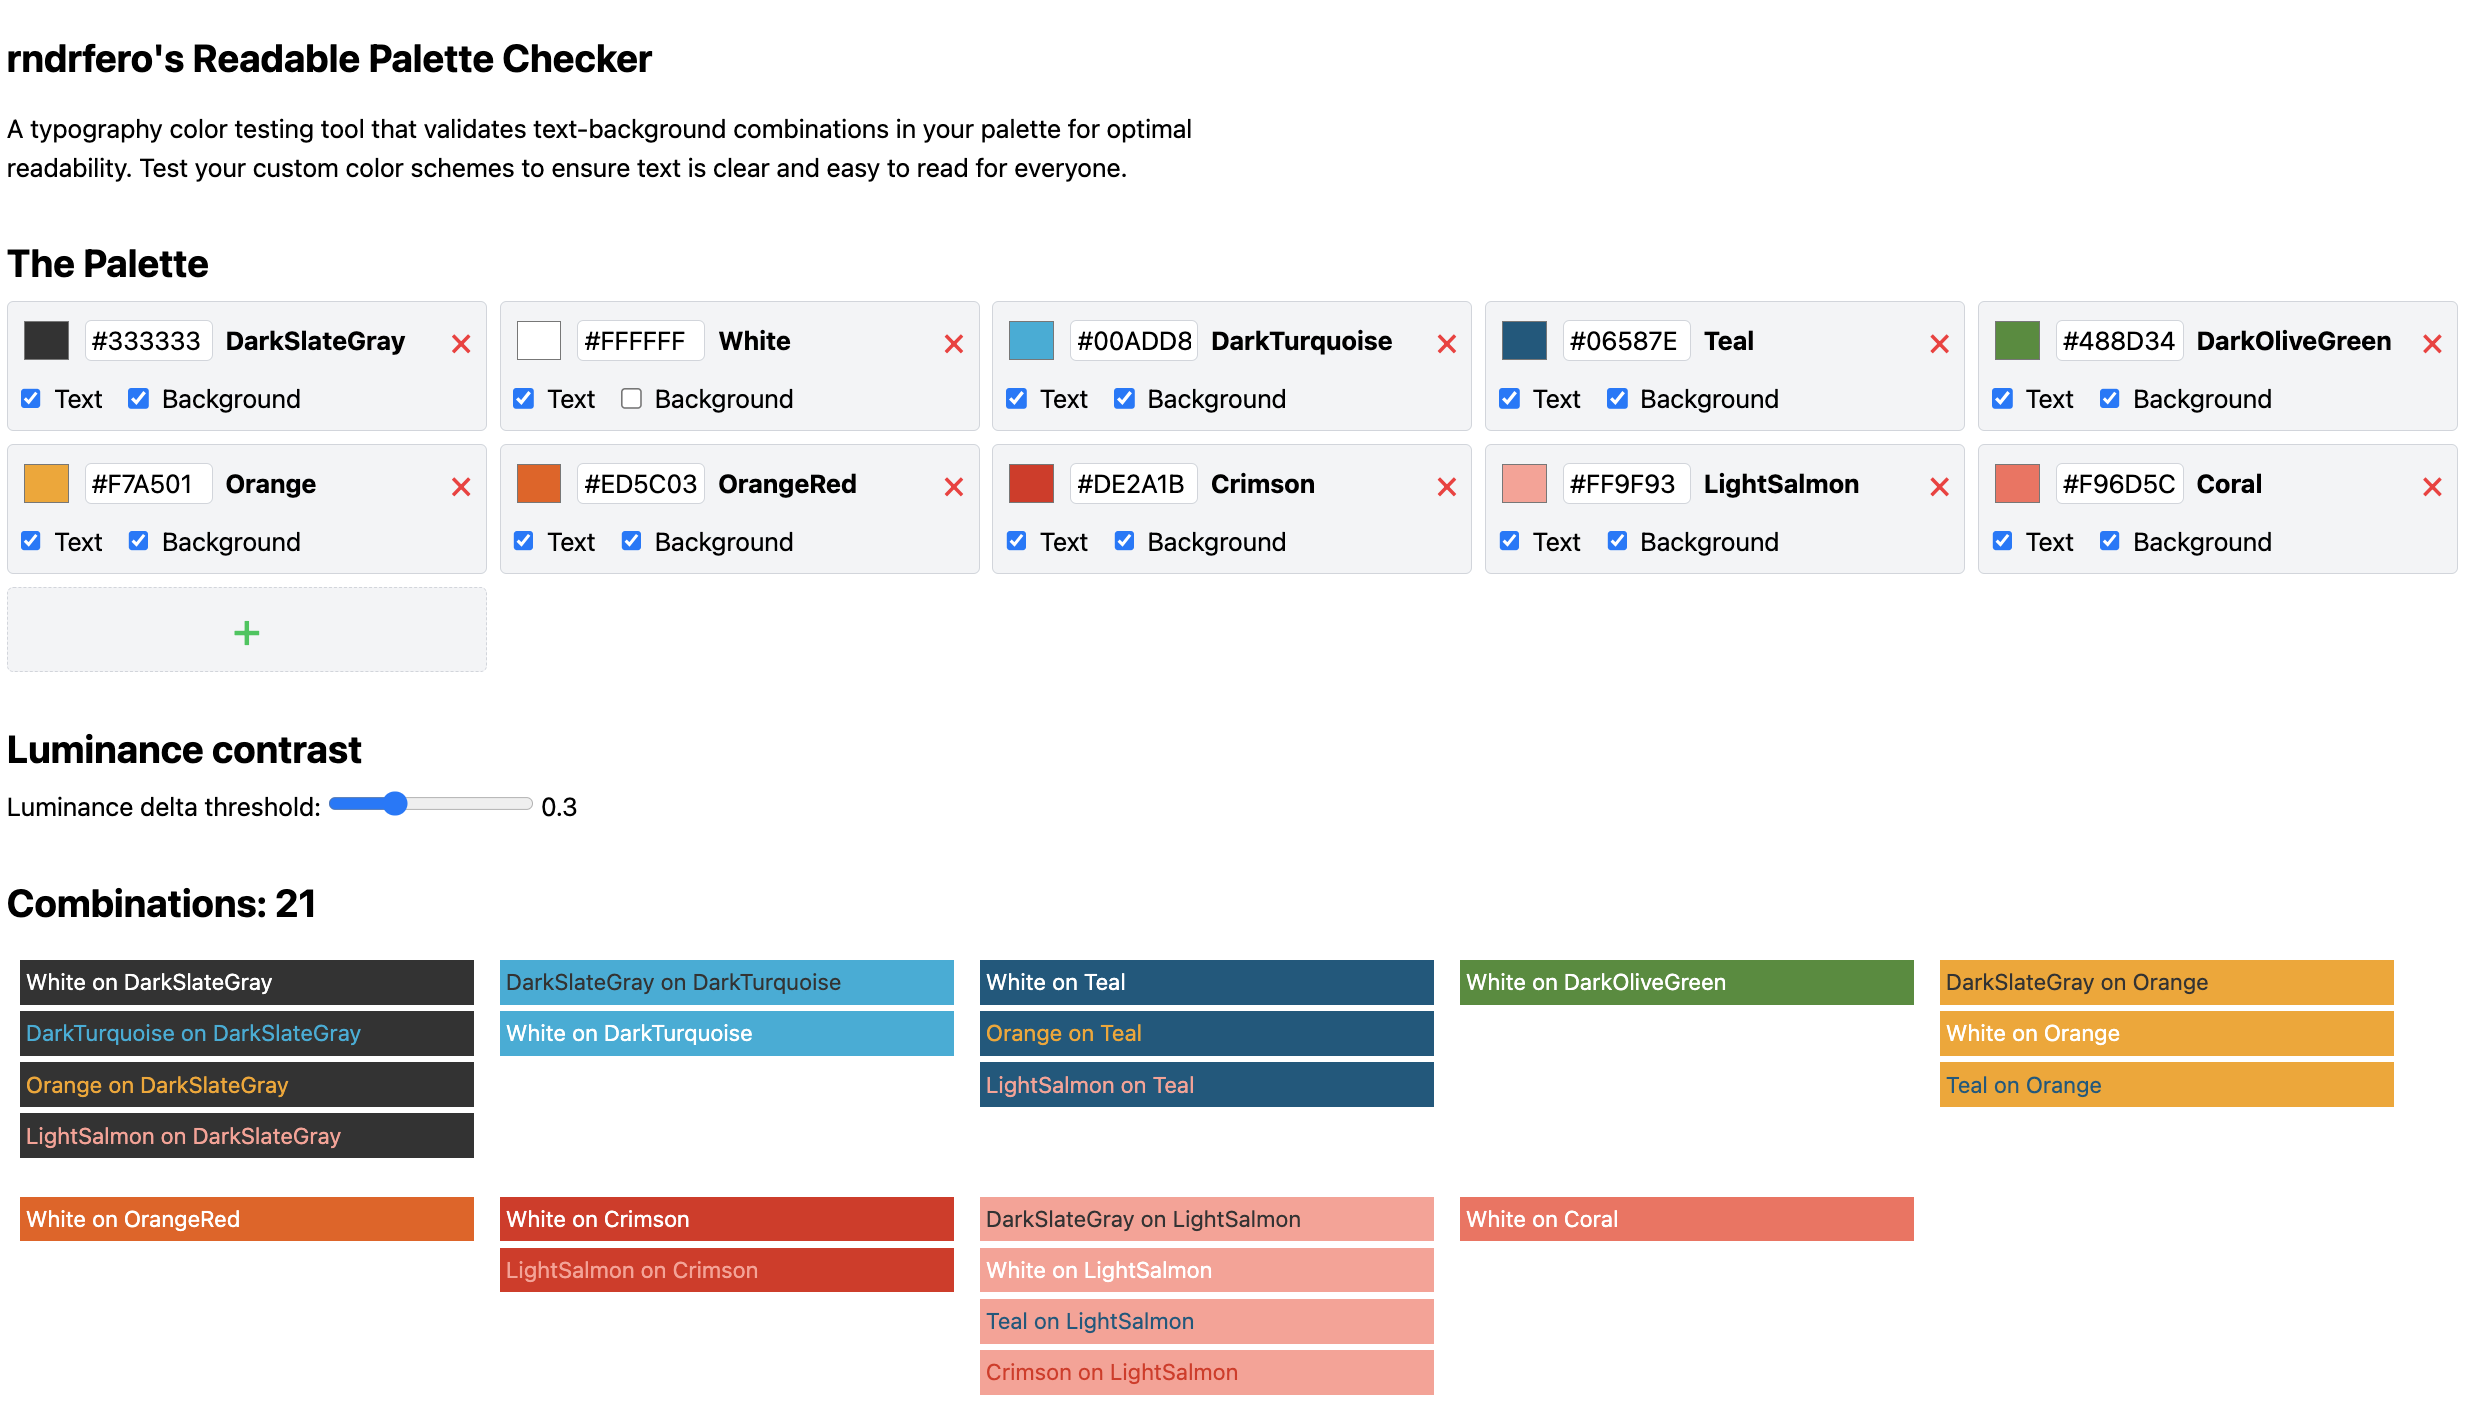 rndrfero's Readable Palette Checker
A typography color testing tool that validates text-background combinations in your palette for optimal
readability. Test your custom color schemes to ensure text is clear and easy to read for everyone.
The Palette
#333333 DarkSlateGray
Text Background
#FFFFFF White
Text Background
#00ADD8 DarkTurquoise
Text Background
#06587E Teal
Text Background
#488D34 DarkOliveGreen
Text Background
#F7A501 Orange
Text Background
#ED5C03 OrangeRed
Text Background
#DE2A1B Crimson
Text Background
#FF9F93 LightSalmon
Text Background
#F96D5C Coral
Text Background
+
Luminance contrast
Luminance delta threshold: 0.3
Combinations: 21
White on DarkSlateGray
DarkTurquoise on DarkSlateGray
Orange on DarkSlateGray
LightSalmon on DarkSlateGray
DarkSlateGray on DarkTurquoise
White on DarkTurquoise
White on Teal
Orange on Teal
LightSalmon on Teal
White on DarkOliveGreen
DarkSlateGray on Orange
White on Orange
Teal on Orange
White on OrangeRed
White on Crimson
LightSalmon on Crimson
DarkSlateGray on LightSalmon
White on LightSalmon
Teal on LightSalmon
Crimson on LightSalmon
White on Coral